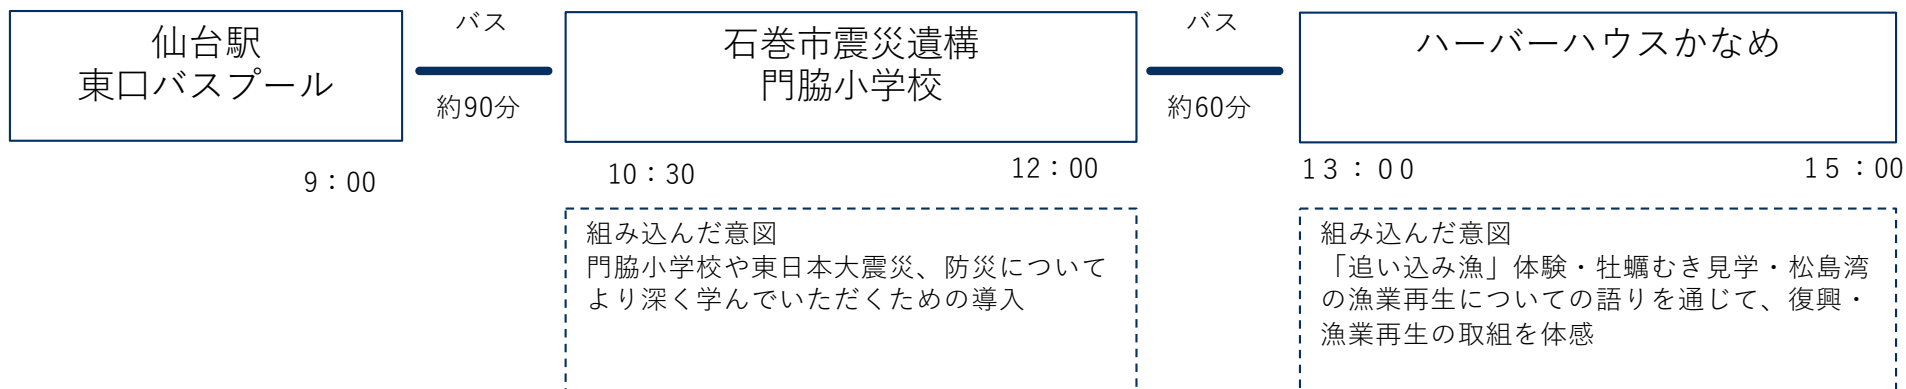 仙台駅
東口バスプール
バス
約90分
石巻市震災遺構
門脇小学校
バス
約60分
ハーバーハウスかなめ
9：00
10：30
12：00
13：00
15：00
組み込んだ意図
門脇小学校や東日本大震災、防災について
より深く学んでいただくための導入
組み込んだ意図
「追い込み漁」体験・牡蠣むき見学・松島湾
の漁業再生についての語りを通じて、復興・
漁業再生の取組を体感